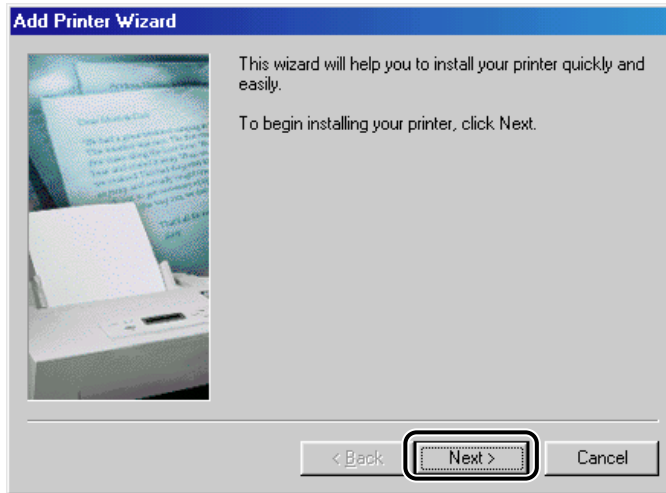 Add Printer Wizard
This wizard will help you to install your printer quickly and
easily.
To begin installing your printer, click Next.
< Back
Next >
Cancel